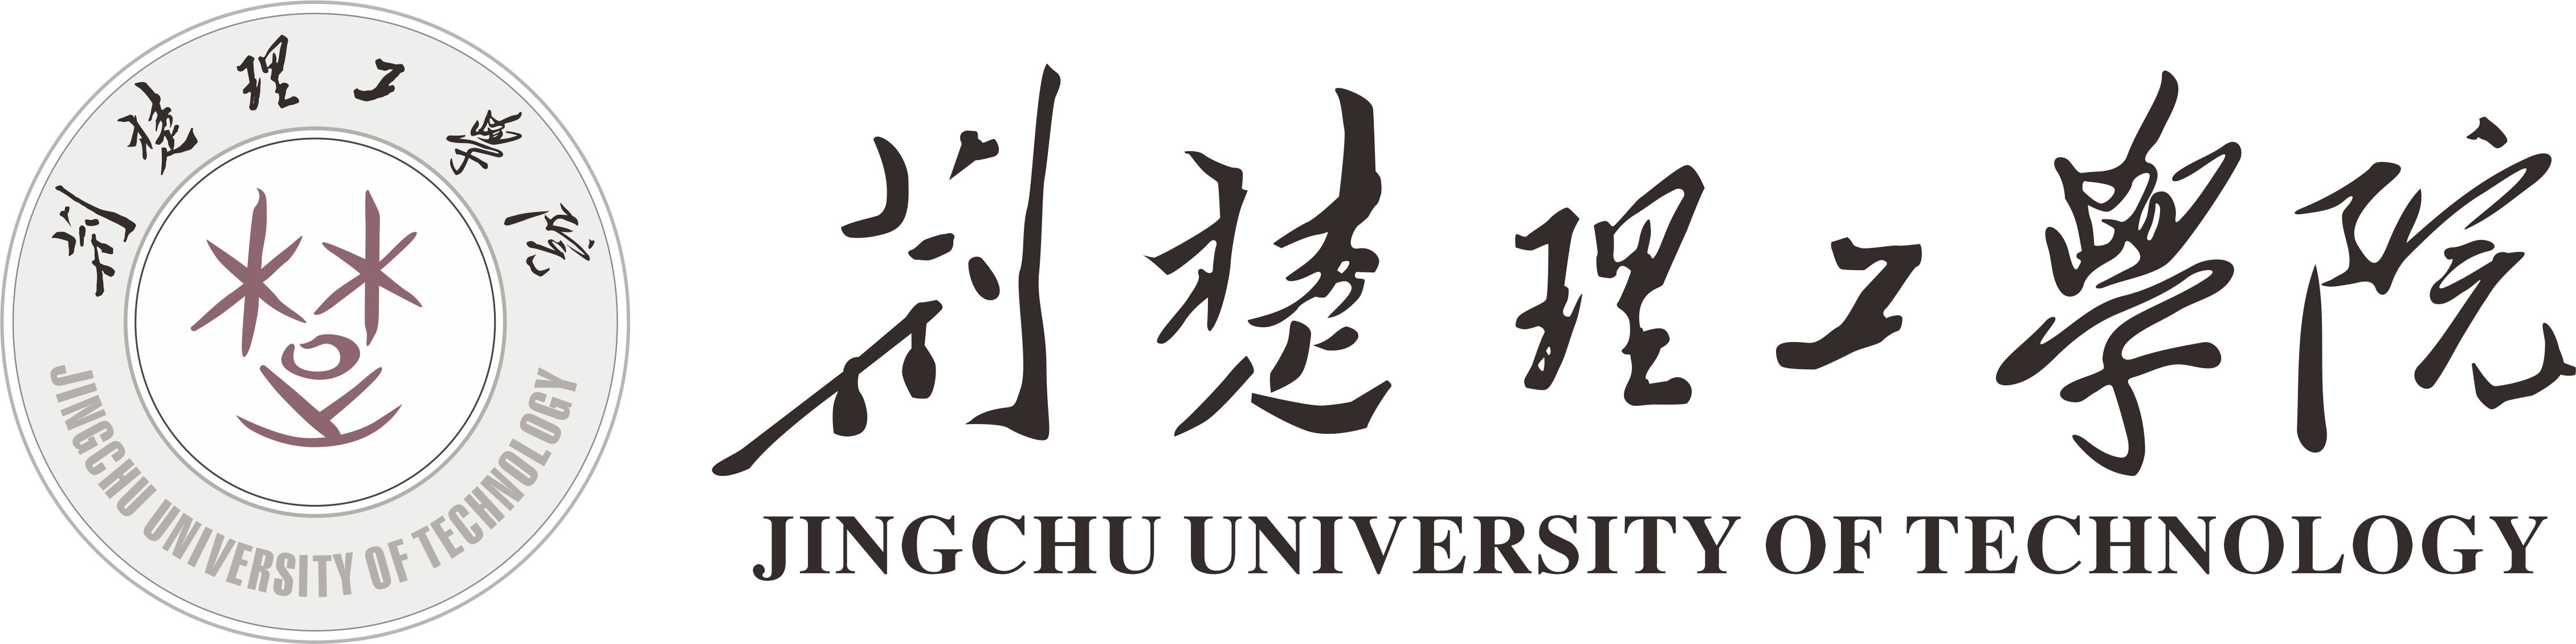 荆楚理工學院
JINGCHU UNIVERSITY OF TECHNOLOGY
楚
荆楚理工學院
JINGCHU UNIVERSITY OF TECHNOLOGY